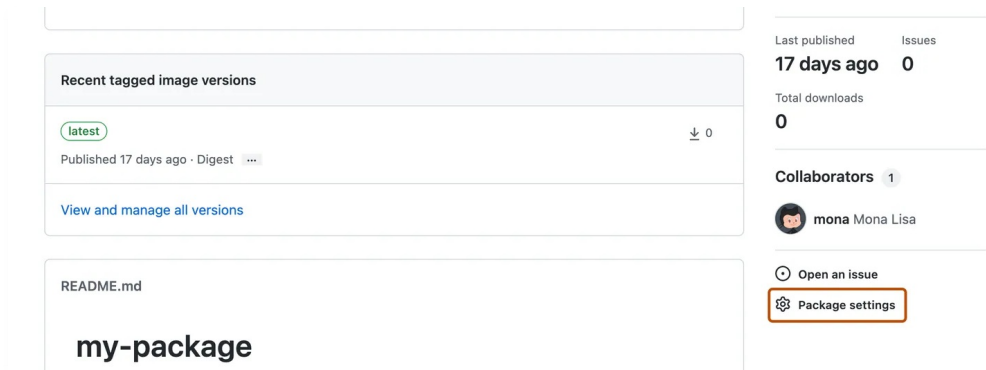 Recent tagged image versions
latest
0
Published 17 days ago · Digest ...
View and manage all versions
README.md
my-package
Last published Issues
17 days ago 0
Total downloads
0
Collaborators 1
mona Mona Lisa
Open an issue
Package settings